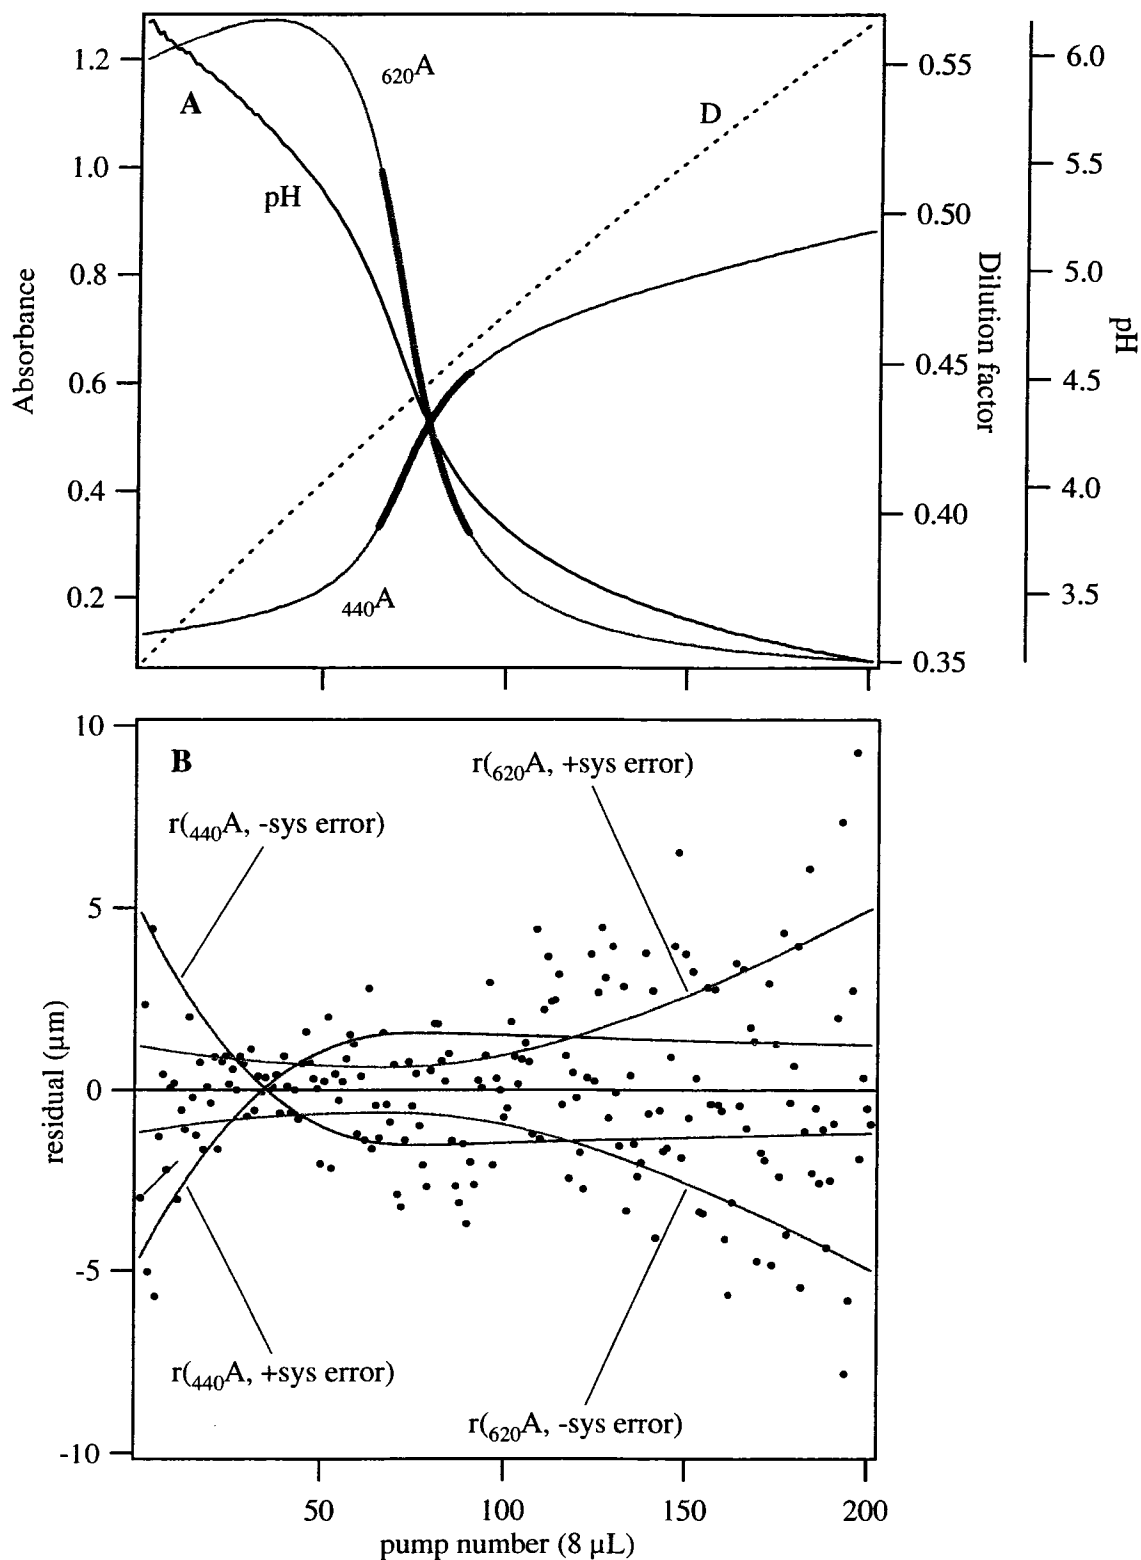 1.2
1.0
0.8
0.6
0.4
0.2
Absorbance
A
620A
pH
D
440A
0.55
0.50
0.45
0.40
0.35
Dilution factor
6.0
5.5
5.0
4.5
4.0
3.5
pH
10
5
0
-5
-10
residual (μm)
B
r(620A, +sys error)
r(440A, -sys error)
r(440A, +sys error)
r(620A, -sys error)
50
100
150
200
pump number (8 μL)